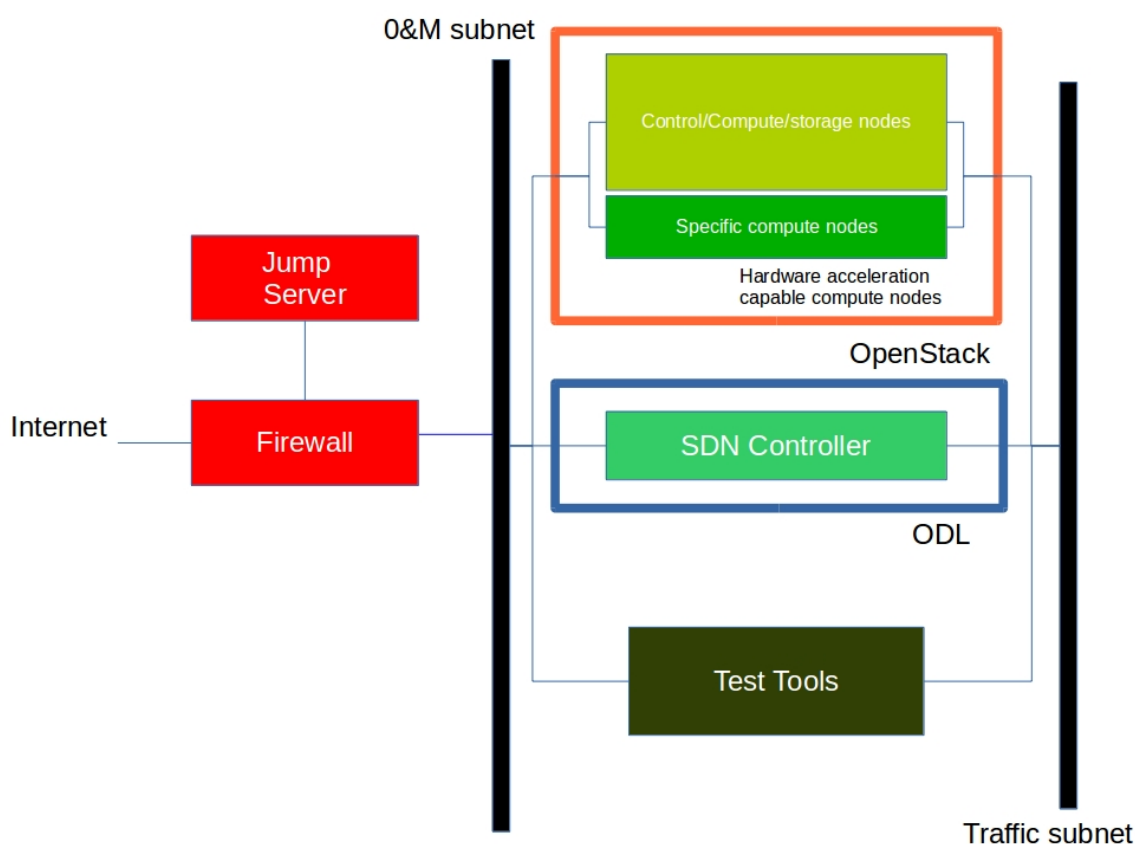 0&M subnet
Control/Compute/storage nodes
Specific compute nodes
Hardware acceleration
capable compute nodes
OpenStack
Jump
Server
Internet
Firewall
SDN Controller
ODL
Test Tools
Traffic subnet